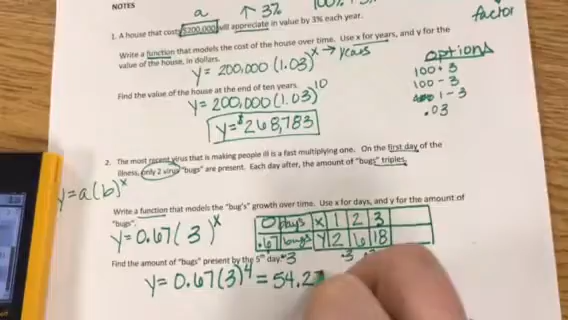 NOTES
a ↑ 3%
factor
1. A house that costs $200,000 will appreciate in value by 3% each year.
Write a function that models the cost of the house over time. Use x for years, and y for the
value of the house, in dollars.
y = 200,000 (1.03)^x → years
options
100 + 3
100 - 3
1 - 3
.03
Find the value of the house at the end of ten years.
y = 200,000 (1.03)^10
y = $268,783
2. The most recent virus that is making people ill is a fast multiplying one. On the first day of the
illness, only 2 virus "bugs" are present. Each day after, the amount of "bugs" triples.
y = a(b)^x
Write a function that models the "bug's" growth over time. Use x for days, and y for the amount of
"bugs".
y = 0.67( 3 )^x
0 days x 1 2 3
.67 bugs y 2 6 18
Find the amount of "bugs" present by the 5th day.
·3 ·3
y = 0.67(3)^4 = 54.27